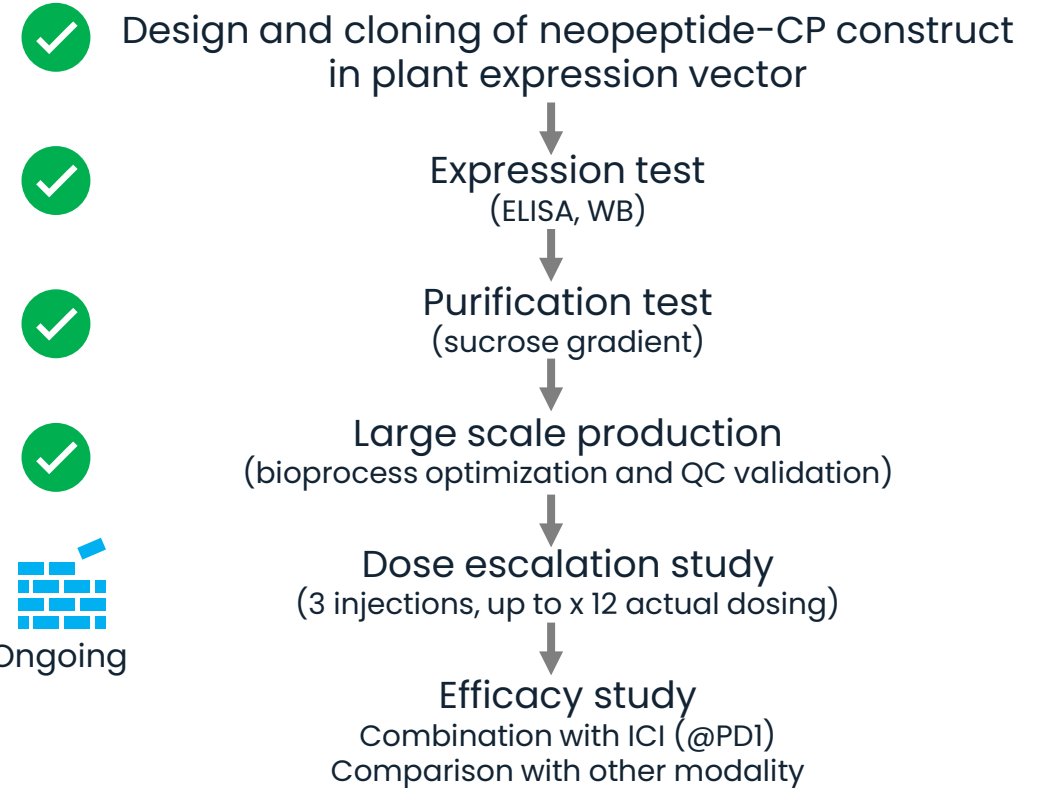 Design and cloning of neopeptide-CP construct
in plant expression vector
Expression test
(ELISA, WB)
Purification test
(sucrose gradient)
Large scale production
(bioprocess optimization and QC validation)
Dose escalation study
(3 injections, up to x 12 actual dosing)
Ongoing
Efficacy study
Combination with ICI (@PD1)
Comparison with other modality